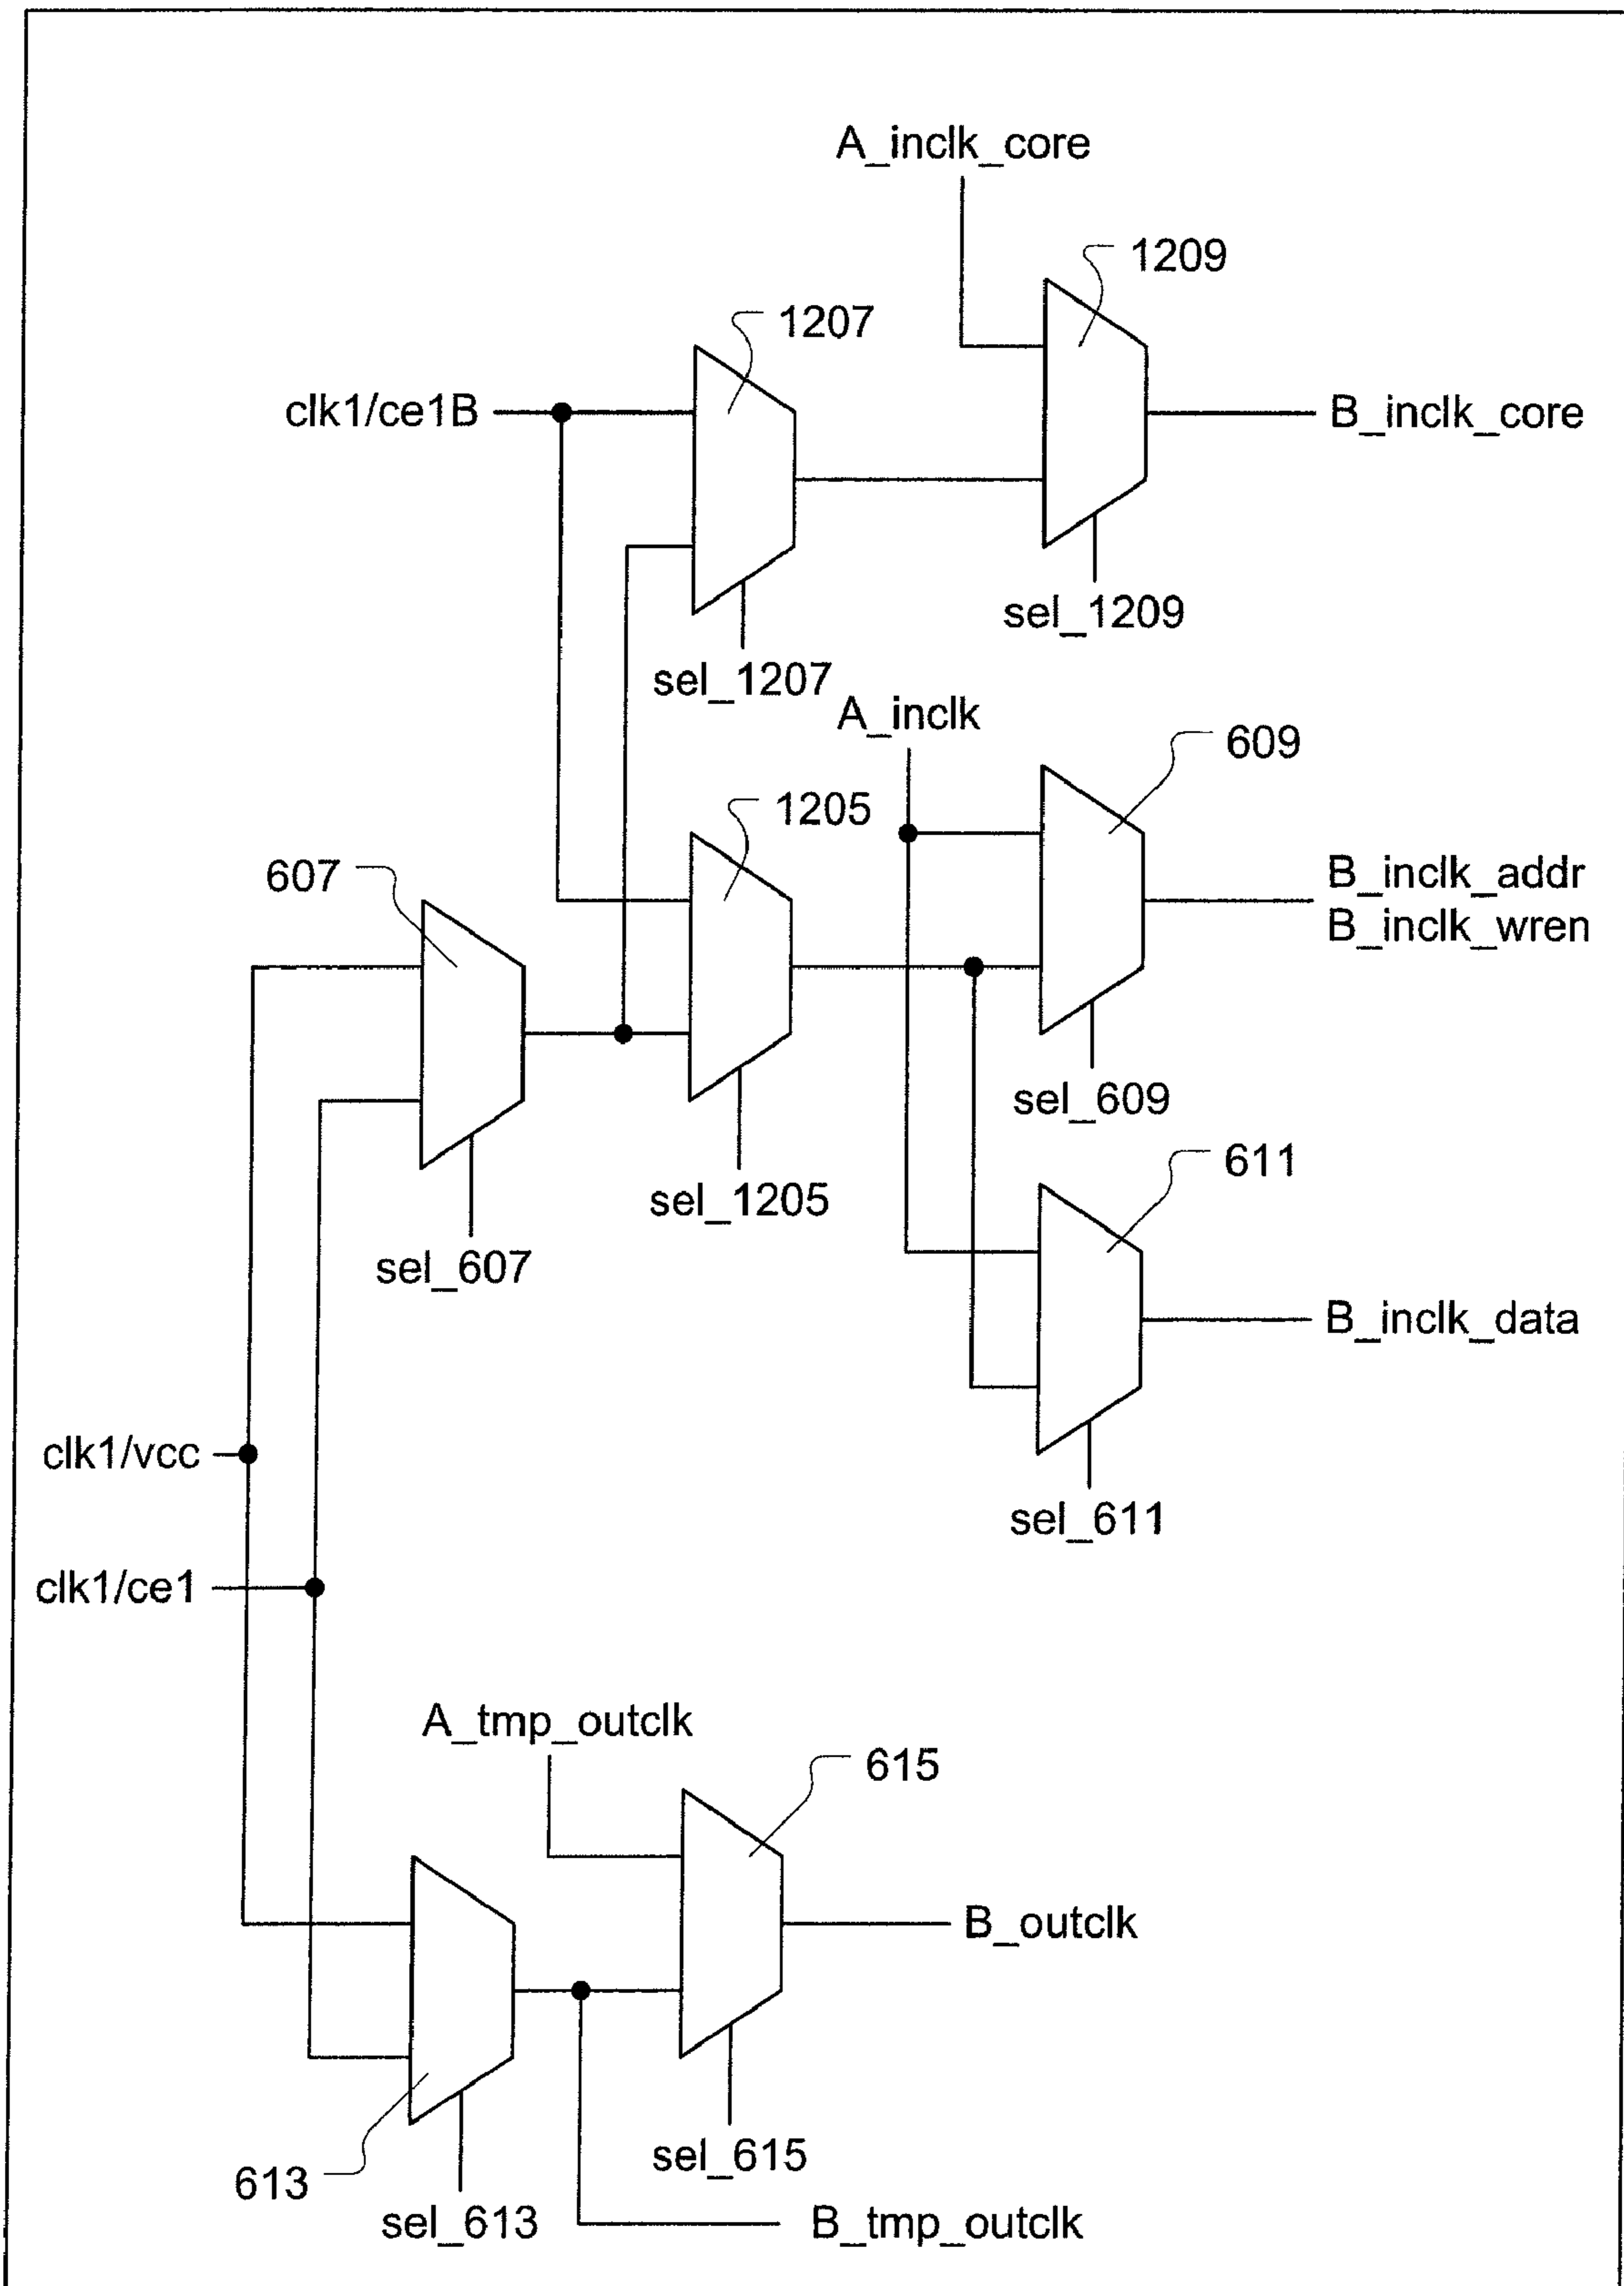 A_inclk_core
1209
1207
clk1/ce1B
B_inclk_core
sel_1209
sel_1207
A_inclk
609
1205
607
B_inclk_addr
B_inclk_wren
sel_609
611
sel_1205
sel_607
B_inclk_data
clk1/vcc
sel_611
clk1/ce1
A_tmp_outclk
615
B_outclk
sel_615
613
sel_613
B_tmp_outclk